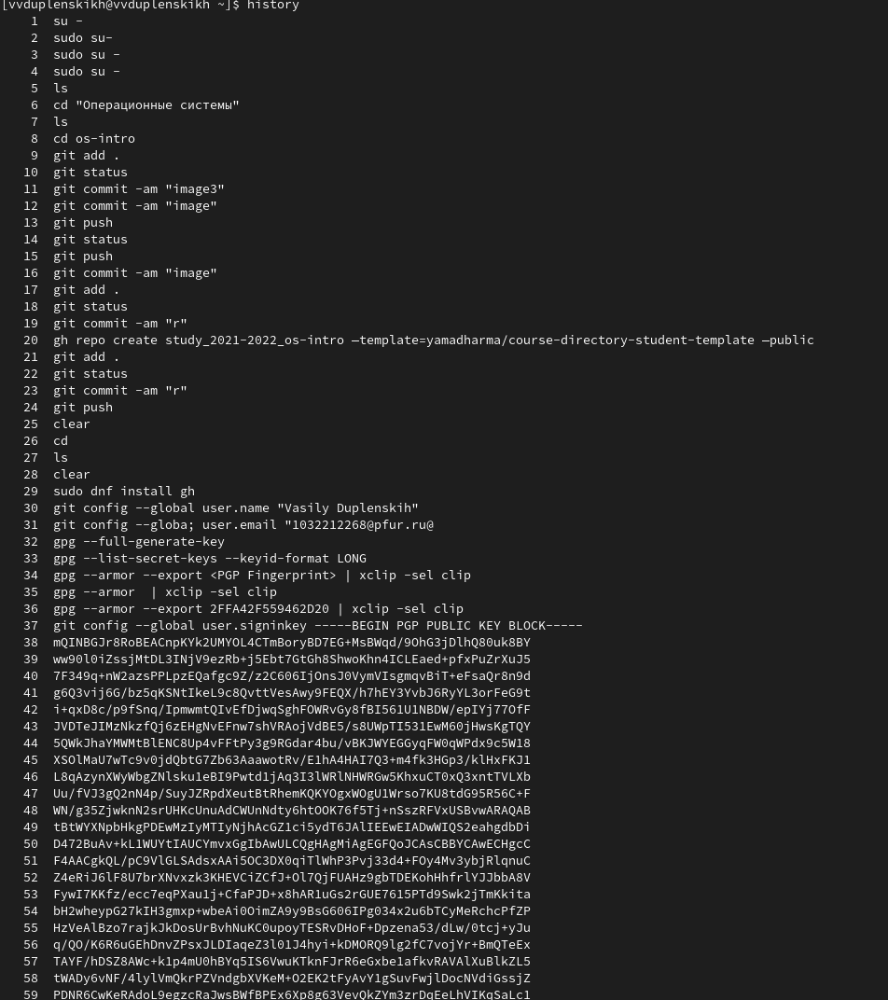 [vvduplenskikh@vvduplenskikh ~]$ history
1 su -
2 sudo su-
3 sudo su -
4 sudo su -
5 ls
6 cd "Операционные системы"
7 ls
8 cd os-intro
9 git add .
10 git status
11 git commit -am "image3"
12 git commit -am "image"
13 git push
14 git status
15 git push
16 git commit -am "image"
17 git add .
18 git status
19 git commit -am "r"
20 gh repo create study_2021-2022_os-intro —template=yamadharma/course-directory-student-template —public
21 git add .
22 git status
23 git commit -am "r"
24 git push
25 clear
26 cd
27 ls
28 clear
29 sudo dnf install gh
30 git config --global user.name "Vasily Duplenskih"
31 git config --globa; user.email "1032212268@pfur.ru@
32 gpg --full-generate-key
33 gpg --list-secret-keys --keyid-format LONG
34 gpg --armor --export <PGP Fingerprint> | xclip -sel clip
35 gpg --armor  | xclip -sel clip
36 gpg --armor --export 2FFA42F559462D20 | xclip -sel clip
37 git config --global user.signinkey -----BEGIN PGP PUBLIC KEY BLOCK-----
38 mQINBGJr8RoBEACnpKYk2UMYOL4CTmBoryBD7EG+MsBWqd/9OhG3jDlhQ80uk8BY
39 ww90l0iZssjMtDL3INjV9ezRb+j5Ebt7GtGh8ShwoKhn4ICLEaed+pfxPuZrXuJ5
40 7F349q+nW2azsPPLpzEQafgc9Z/z2C606IjOnsJ0VymVIsgmqvBiT+eFsaQr8n9d
41 g6Q3vij6G/bz5qKSNtIkeL9c8QvttVesAwy9FEQX/h7hEY3YvbJ6RyYL3orFeG9t
42 i+qxD8c/p9fSnq/IpmwmtQIvEfDjwqSghFOWRvGy8fBI561U1NBDW/epIYj77OfF
43 JVDTeJIMzNkzfQj6zEHgNvEFnw7shVRAojVdBE5/s8UWpTI531EwM60jHwsKgTQY
44 5QWkJhaYMWMtBlENC8Up4vFFtPy3g9RGdar4bu/vBKJWYEGGyqFW0qWPdx9c5W18
45 XSOlMaU7wTc9v0jdQbtG7Zb63AaawotRv/E1hA4HAI7Q3+m4fk3HGp3/klHxFKJ1
46 L8qAzynXWyWbgZNlsku1eBI9Pwtd1jAq3I3lWRlNHWRGw5KhxuCT0xQ3xntTVLXb
47 Uu/fVJ3gQ2nN4p/SuyJZRpdXeutBtRhemKQKYOgxWOgU1Wrso7KU8tdG95R56C+F
48 WN/g35ZjwknN2srUHKcUnuAdCWUnNdty6htOOK76f5Tj+nSszRFVxUSBvwARAQAB
49 tBtWYXNpbHkgPDEwMzIyMTIyNjhAcGZ1ci5ydT6JAlIEEwEIADwWIQS2eahgdbDi
50 D472BuAv+kL1WUYtIAUCYmvxGgIbAwULCQgHAgMiAgEGFQoJCAsCBBYCAwECHgcC
51 F4AACgkQL/pC9VlGLSAdsxAAi5OC3DX0qiTlWhP3Pvj33d4+FOy4Mv3ybjRlqnuC
52 Z4eRiJ6lF8U7brXNvxzk3KHEVCiZCfJ+Ol7QjFUAHz9gbTDEKohHhfrlYJJbbA8V
53 FywI7KKfz/ecc7eqPXau1j+CfaPJD+x8hAR1uGs2rGUE7615PTd9Swk2jTmKkita
54 bH2wheypG27kIH3gmxp+wbeAi0OimZA9y9BsG606IPg034x2u6bTCyMeRchcPfZP
55 HzVeAlBzo7rajkJkDosUrBvhNuKC0upoyTESRvDHoF+Dpzena53/dLw/0tcj+yJu
56 q/QO/K6R6uGEhDnvZPsxJLDIaqeZ3l01J4hyi+kDMORQ9lg2fC7vojYr+BmQTeEx
57 TAYF/hDSZ8AWc+k1p4mU0hBYq5IS6VwuKTknFJrR6eGxbe1afkvRAVAlXuBlkZL5
58 tWADy6vNF/4lylVmQkrPZVndgbXVKeM+O2EK2tFyAvY1gSuvFwjlDocNVdiGssjZ
59 PDNR6CwKeRAdoL9egzcRaJwsBWfBPEx6Xp8g63VevQkZYm3zrDqEeLhVIKgSaLc1